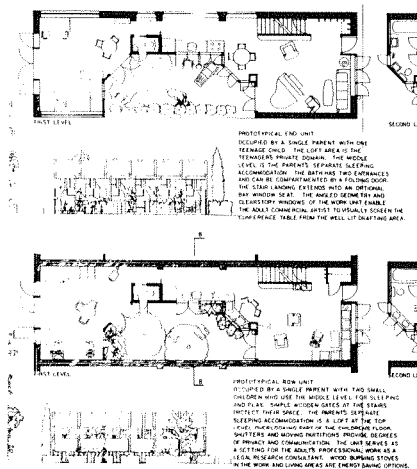 FIRST LEVEL
SECOND L
PROTOTYPICAL END UNIT
OCCUPIED BY A SINGLE PARENT WITH ONE
TEENAGE CHILD. THE LOFT AREA IS THE
TEENAGER'S PRIVATE DOMAIN. THE MIDDLE
LEVEL IS THE PARENT'S SEPARATE SLEEPING
ACCOMMODATION. THE BATH HAS TWO ENTRANCES
AND CAN BE COMPARTMENTED BY A FOLDING DOOR.
THE STAIR LANDING EXTENDS INTO AN OPTIONAL
BAY WINDOW SEAT. THE ANGLED GEOMETRY AND
CLEARSTORY WINDOWS OF THE WORK UNIT ENABLE
THE ADULT COMMERCIAL ARTIST TO VISUALLY SCREEN THE
CONFERENCE TABLE FROM THE WELL LIT DRAFTING AREA.
B
FIRST LEVEL
SECOND LE
B
PROTOTYPICAL ROW UNIT
OCCUPIED BY A SINGLE PARENT WITH TWO SMALL
CHILDREN WHO USE THE MIDDLE LEVEL FOR SLEEPING
AND PLAY. SIMPLE WOODEN GATES AT THE STAIRS
PROTECT THEIR SPACE. THE PARENT'S SEPERATE
SLEEPING ACCOMMODATION IS A LOFT AT THE TOP
LEVEL OVERLOOKING PART OF THE CHILDREN'S FLOOR.
SHUTTERS AND MOVING PARTITIONS PROVIDE DEGREES
OF PRIVACY AND COMMUNICATION. THE UNIT SERVES AS
A SETTING FOR THE ADULT'S PROFESSIONAL WORK AS A
LEGAL RESEARCH CONSULTANT. WOOD BURNING STOVES
IN THE WORK AND LIVING AREAS ARE ENERGY SAVING OPTIONS.